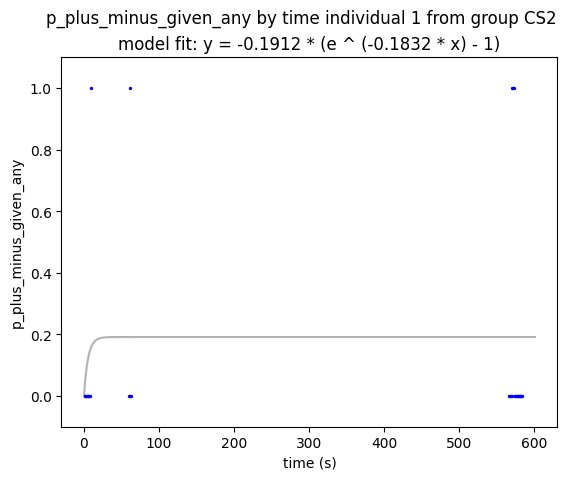 p_plus_minus_given_any by time individual 1 from group CS2
model fit: y = -0.1912 * (e ^ (-0.1832 * x) - 1)
1.0
0.8
0.6
0.4
0.2
0.0
p_plus_minus_given_any
0 100 200 300 400 500 600
time (s)